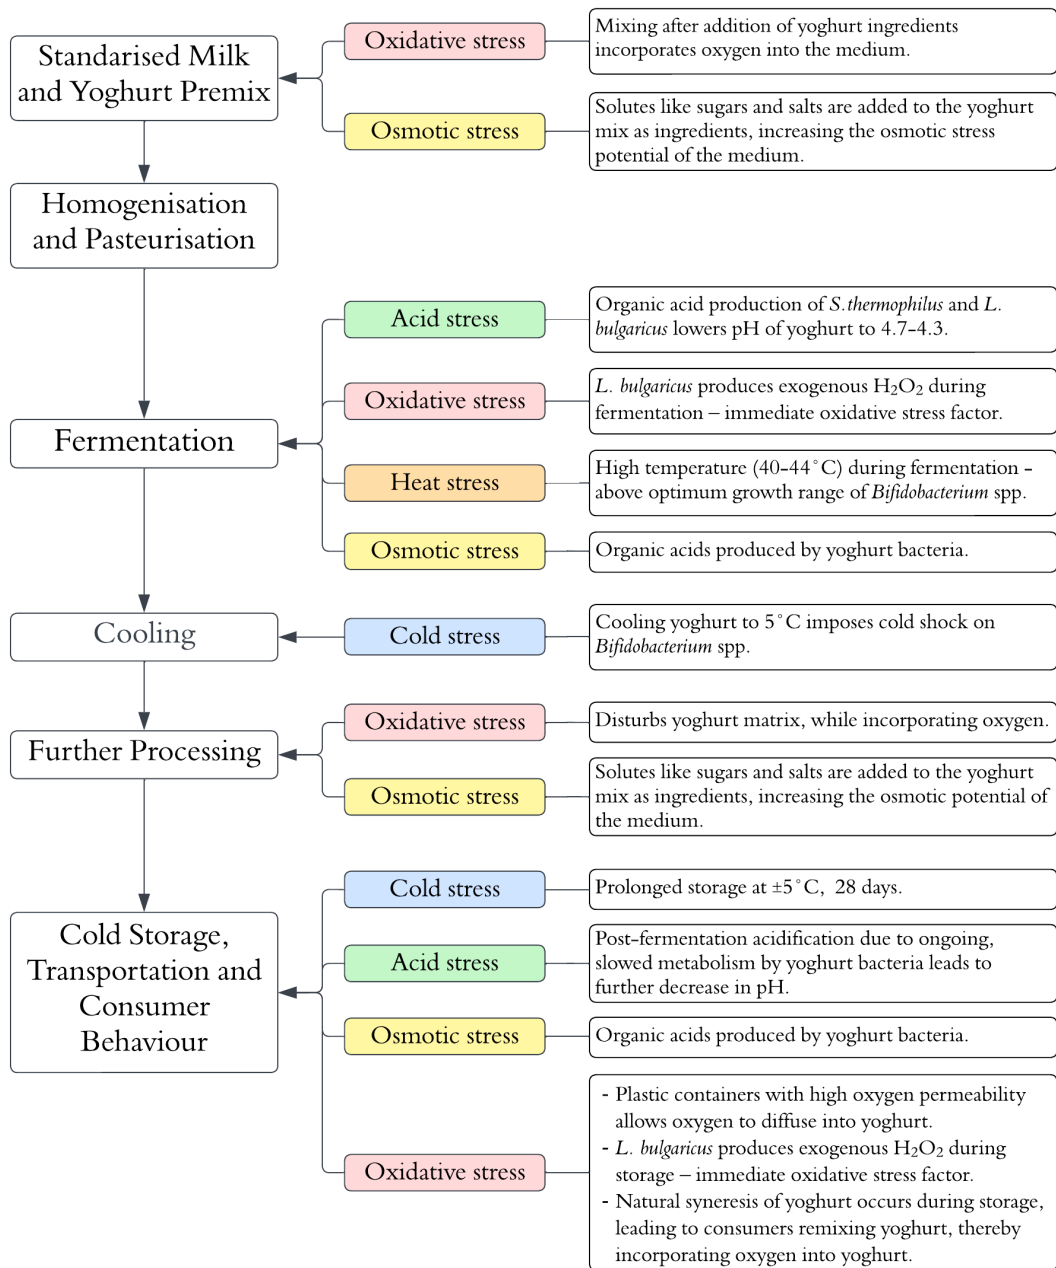 Standarised Milk
and Yoghurt Premix
Oxidative stress
Mixing after addition of yoghurt ingredients
incorporates oxygen into the medium.
Osmotic stress
Solutes like sugars and salts are added to the yoghurt
mix as ingredients, increasing the osmotic stress
potential of the medium.
Homogenisation
and Pasteurisation
Fermentation
Acid stress
Organic acid production of S.thermophilus and L.
bulgaricus lowers pH of yoghurt to 4.7-4.3.
Oxidative stress
L. bulgaricus produces exogenous H₂O₂ during
fermentation – immediate oxidative stress factor.
Heat stress
High temperature (40-44°C) during fermentation -
above optimum growth range of Bifidobacterium spp.
Osmotic stress
Organic acids produced by yoghurt bacteria.
Cooling
Cold stress
Cooling yoghurt to 5°C imposes cold shock on
Bifidobacterium spp.
Further Processing
Oxidative stress
Disturbs yoghurt matrix, while incorporating oxygen.
Osmotic stress
Solutes like sugars and salts are added to the yoghurt
mix as ingredients, increasing the osmotic potential of
the medium.
Cold Storage,
Transportation and
Consumer
Behaviour
Cold stress
Prolonged storage at ±5°C, 28 days.
Acid stress
Post-fermentation acidification due to ongoing,
slowed metabolism by yoghurt bacteria leads to
further decrease in pH.
Osmotic stress
Organic acids produced by yoghurt bacteria.
Oxidative stress
- Plastic containers with high oxygen permeability
allows oxygen to diffuse into yoghurt.
- L. bulgaricus produces exogenous H₂O₂ during
storage – immediate oxidative stress factor.
- Natural syneresis of yoghurt occurs during storage,
leading to consumers remixing yoghurt, thereby
incorporating oxygen into yoghurt.